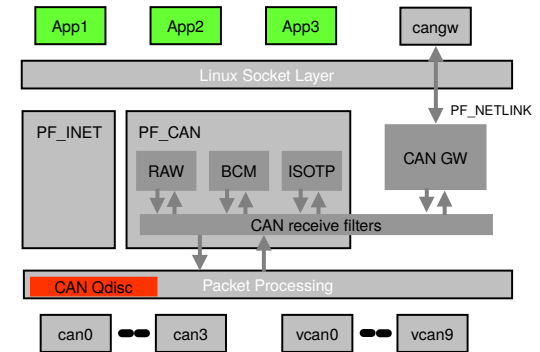 App1 App2 App3 cangw
Linux Socket Layer
PF_NETLINK
PF_INET PF_CAN CAN GW
RAW BCM ISOTP
CAN receive filters
CAN Qdisc Packet Processing
can0 can3 vcan0 vcan9